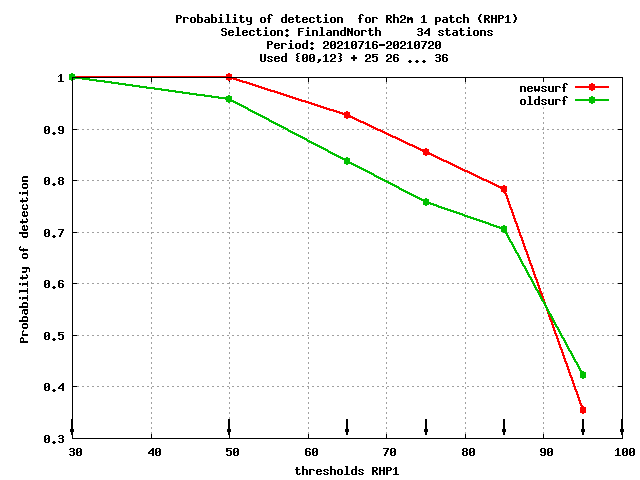 Probability of detection  for Rh2m 1 patch (RHP1)
Selection: FinlandNorth     34 stations
Period: 20210716-20210720
Used {00,12} + 25 26 ... 36
newsurf
oldsurf
Probability of detection
1
0.9
0.8
0.7
0.6
0.5
0.4
0.3
30 40 50 60 70 80 90 100
thresholds RHP1